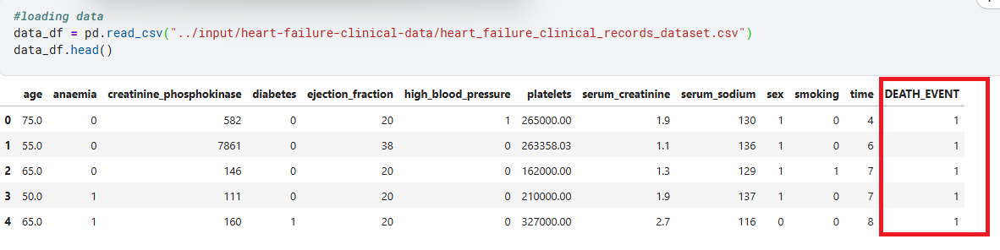 #loading data
data_df = pd.read_csv("../input/heart-failure-clinical-data/heart_failure_clinical_records_dataset.csv")
data_df.head()
age anaemia creatinine_phosphokinase diabetes ejection_fraction high_blood_pressure platelets serum_creatinine serum_sodium sex smoking time DEATH_EVENT
0 75.0 0 582 0 20 1 265000.00 1.9 130 1 0 4 1
1 55.0 0 7861 0 38 0 263358.03 1.1 136 1 0 6 1
2 65.0 0 146 0 20 0 162000.00 1.3 129 1 1 7 1
3 50.0 1 111 0 20 0 210000.00 1.9 137 1 0 7 1
4 65.0 1 160 1 20 0 327000.00 2.7 116 0 0 8 1